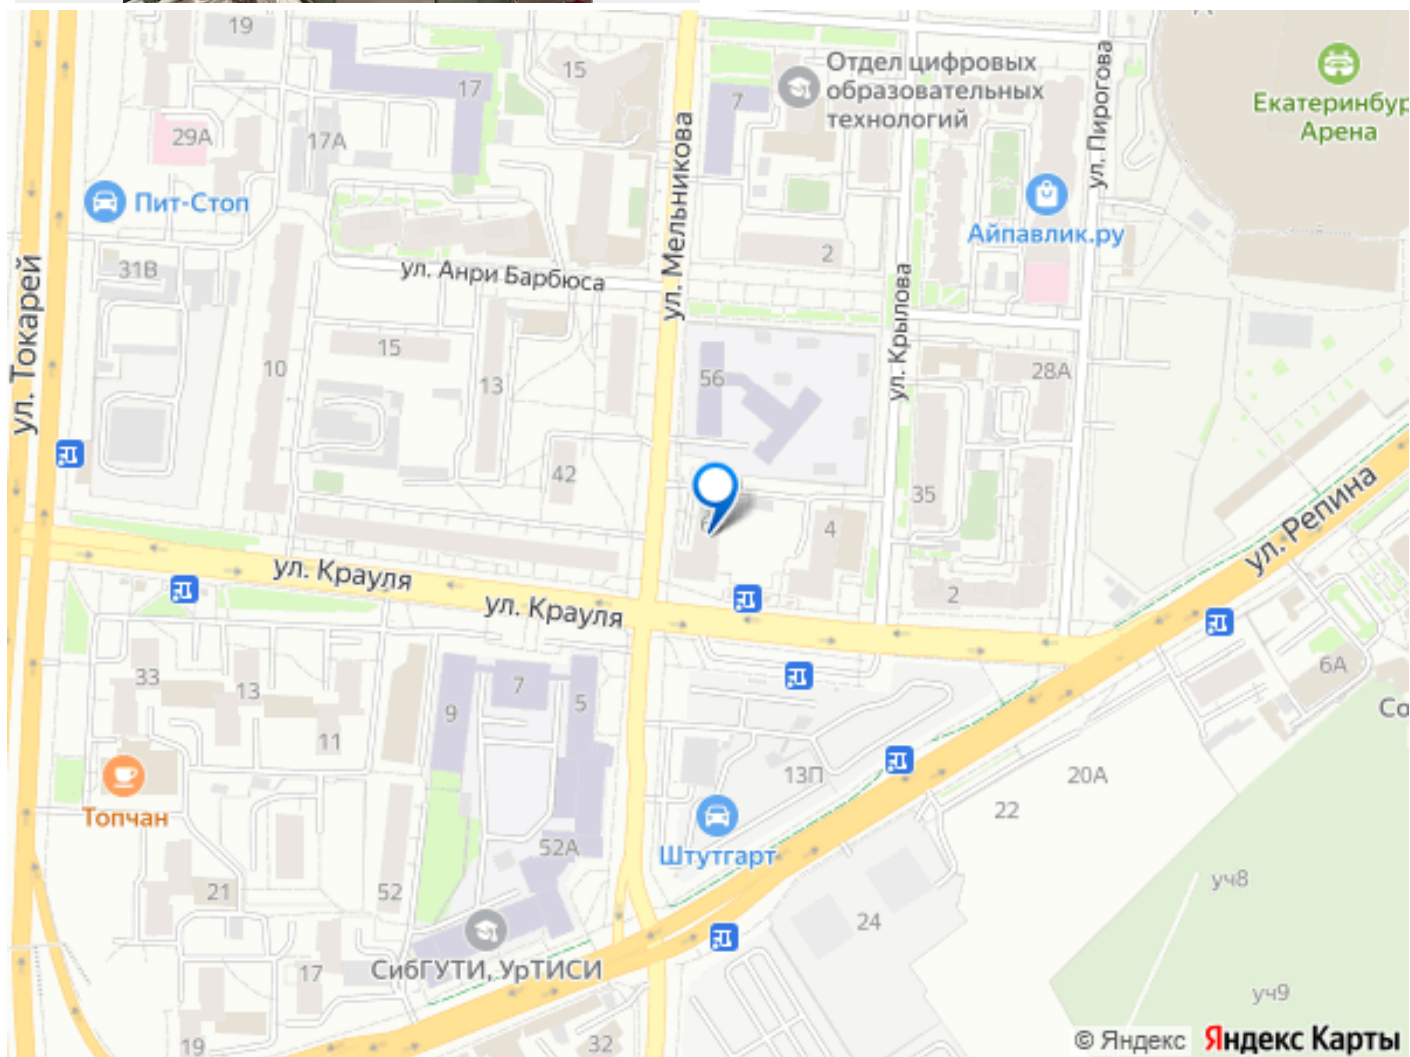 19
15
17
7
Отдел цифровых
образовательных
технологий
ул. Пирогова
Екатеринбур
Арена
29А
17А
ул. Мельникова
Пит-Стоп
Айпавлик.ру
2
31В
ул. Анри Барбюса
ул. Токарей
ул. Крылова
15
10
13
56
28А
42
35
4
ул. Репина
ул. Крауля
ул. Крауля
2
33
13
7
5
6А
Со
9
11
13П
20А
22
Топчан
Штутгарт
52А
21
52
уч8
24
СибГУТИ, УрТИСИ
17
уч9
19
32
© Яндекс Яндекс Карты